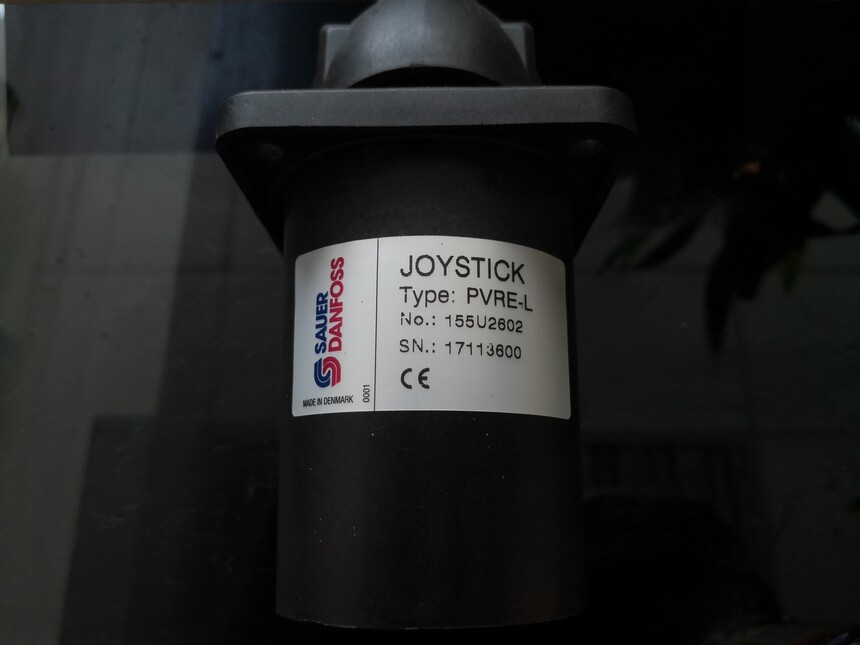 SAUER
DANFOSS
MADE IN DENMARK
0001
JOYSTICK
Type: PVRE-L
No.: 155U2602
SN.: 17113600
CE